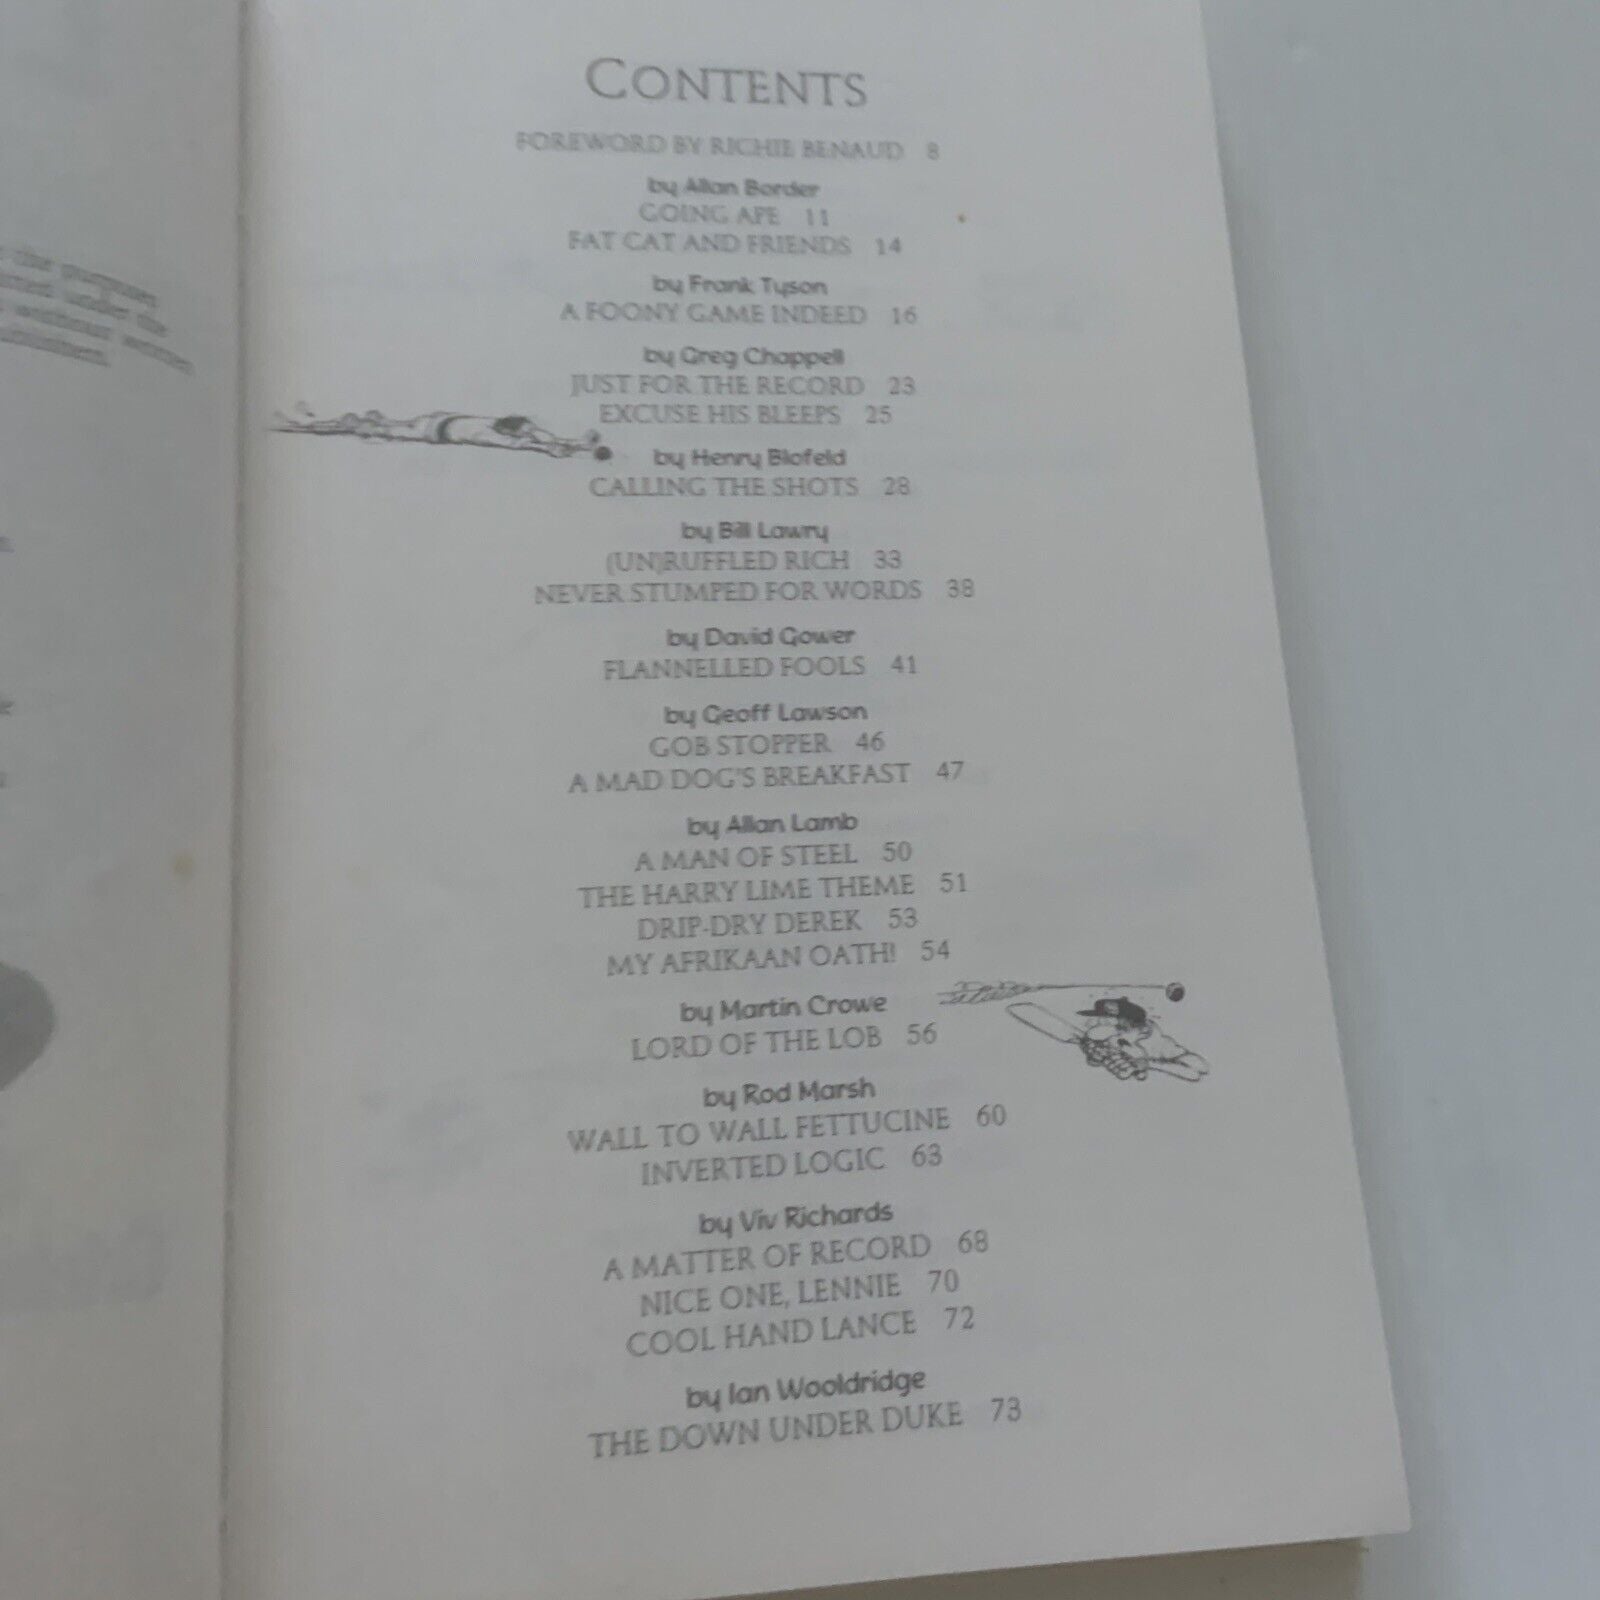 the purposes
under the
without written
CONTENTS
FOREWORD BY RICHIE BENAUD 8
by Allan Border
GOING APE 11
FAT CAT AND FRIENDS 14
by Frank Tyson
A FOONY GAME INDEED 16
by Greg Chappell
JUST FOR THE RECORD 23
EXCUSE HIS BLEEPS 25
by Henry Blofeld
CALLING THE SHOTS 28
by Bill Lawry
(UN)RUFFLED RICH 33
NEVER STUMPED FOR WORDS 38
by David Gower
FLANNELLED FOOLS 41
by Geoff Lawson
GOB STOPPER 46
A MAD DOG'S BREAKFAST 47
by Allan Lamb
A MAN OF STEEL 50
THE HARRY LIME THEME 51
DRIP-DRY DEREK 53
MY AFRIKAAN OATH! 54
by Martin Crowe
LORD OF THE LOB 56
by Rod Marsh
WALL TO WALL FETTUCINE 60
INVERTED LOGIC 63
by Viv Richards
A MATTER OF RECORD 68
NICE ONE, LENNIE 70
COOL HAND LANCE 72
by Ian Wooldridge
THE DOWN UNDER DUKE 73